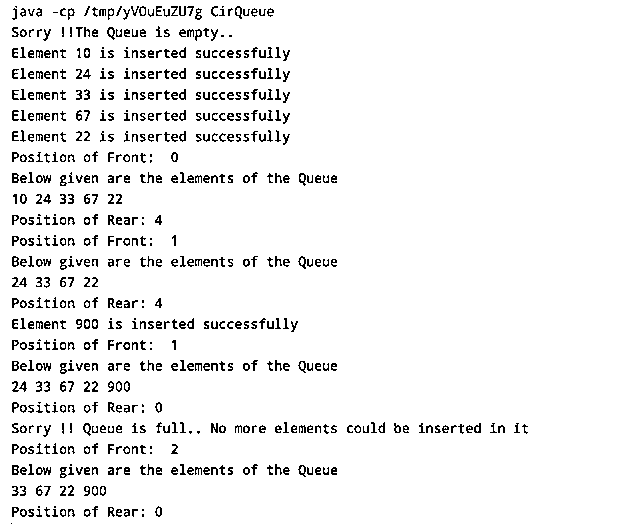 java -cp /tmp/yVOuEuZU7g CirQueue
Sorry !!The Queue is empty..
Element 10 is inserted successfully
Element 24 is inserted successfully
Element 33 is inserted successfully
Element 67 is inserted successfully
Element 22 is inserted successfully
Position of Front:  0
Below given are the elements of the Queue
10 24 33 67 22
Position of Rear: 4
Position of Front:  1
Below given are the elements of the Queue
24 33 67 22
Position of Rear: 4
Element 900 is inserted successfully
Position of Front:  1
Below given are the elements of the Queue
24 33 67 22 900
Position of Rear: 0
Sorry !! Queue is full.. No more elements could be inserted in it
Position of Front:  2
Below given are the elements of the Queue
33 67 22 900
Position of Rear: 0